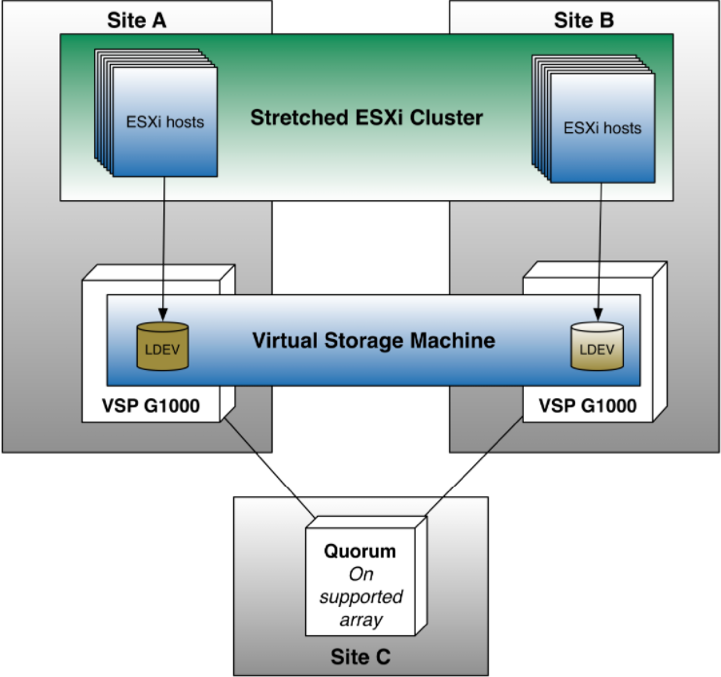 Site A
Site B
ESXi hosts
Stretched ESXi Cluster
ESXi hosts
LDEV
Virtual Storage Machine
LDEV
VSP G1000
VSP G1000
Quorum
On
supported
array
Site C